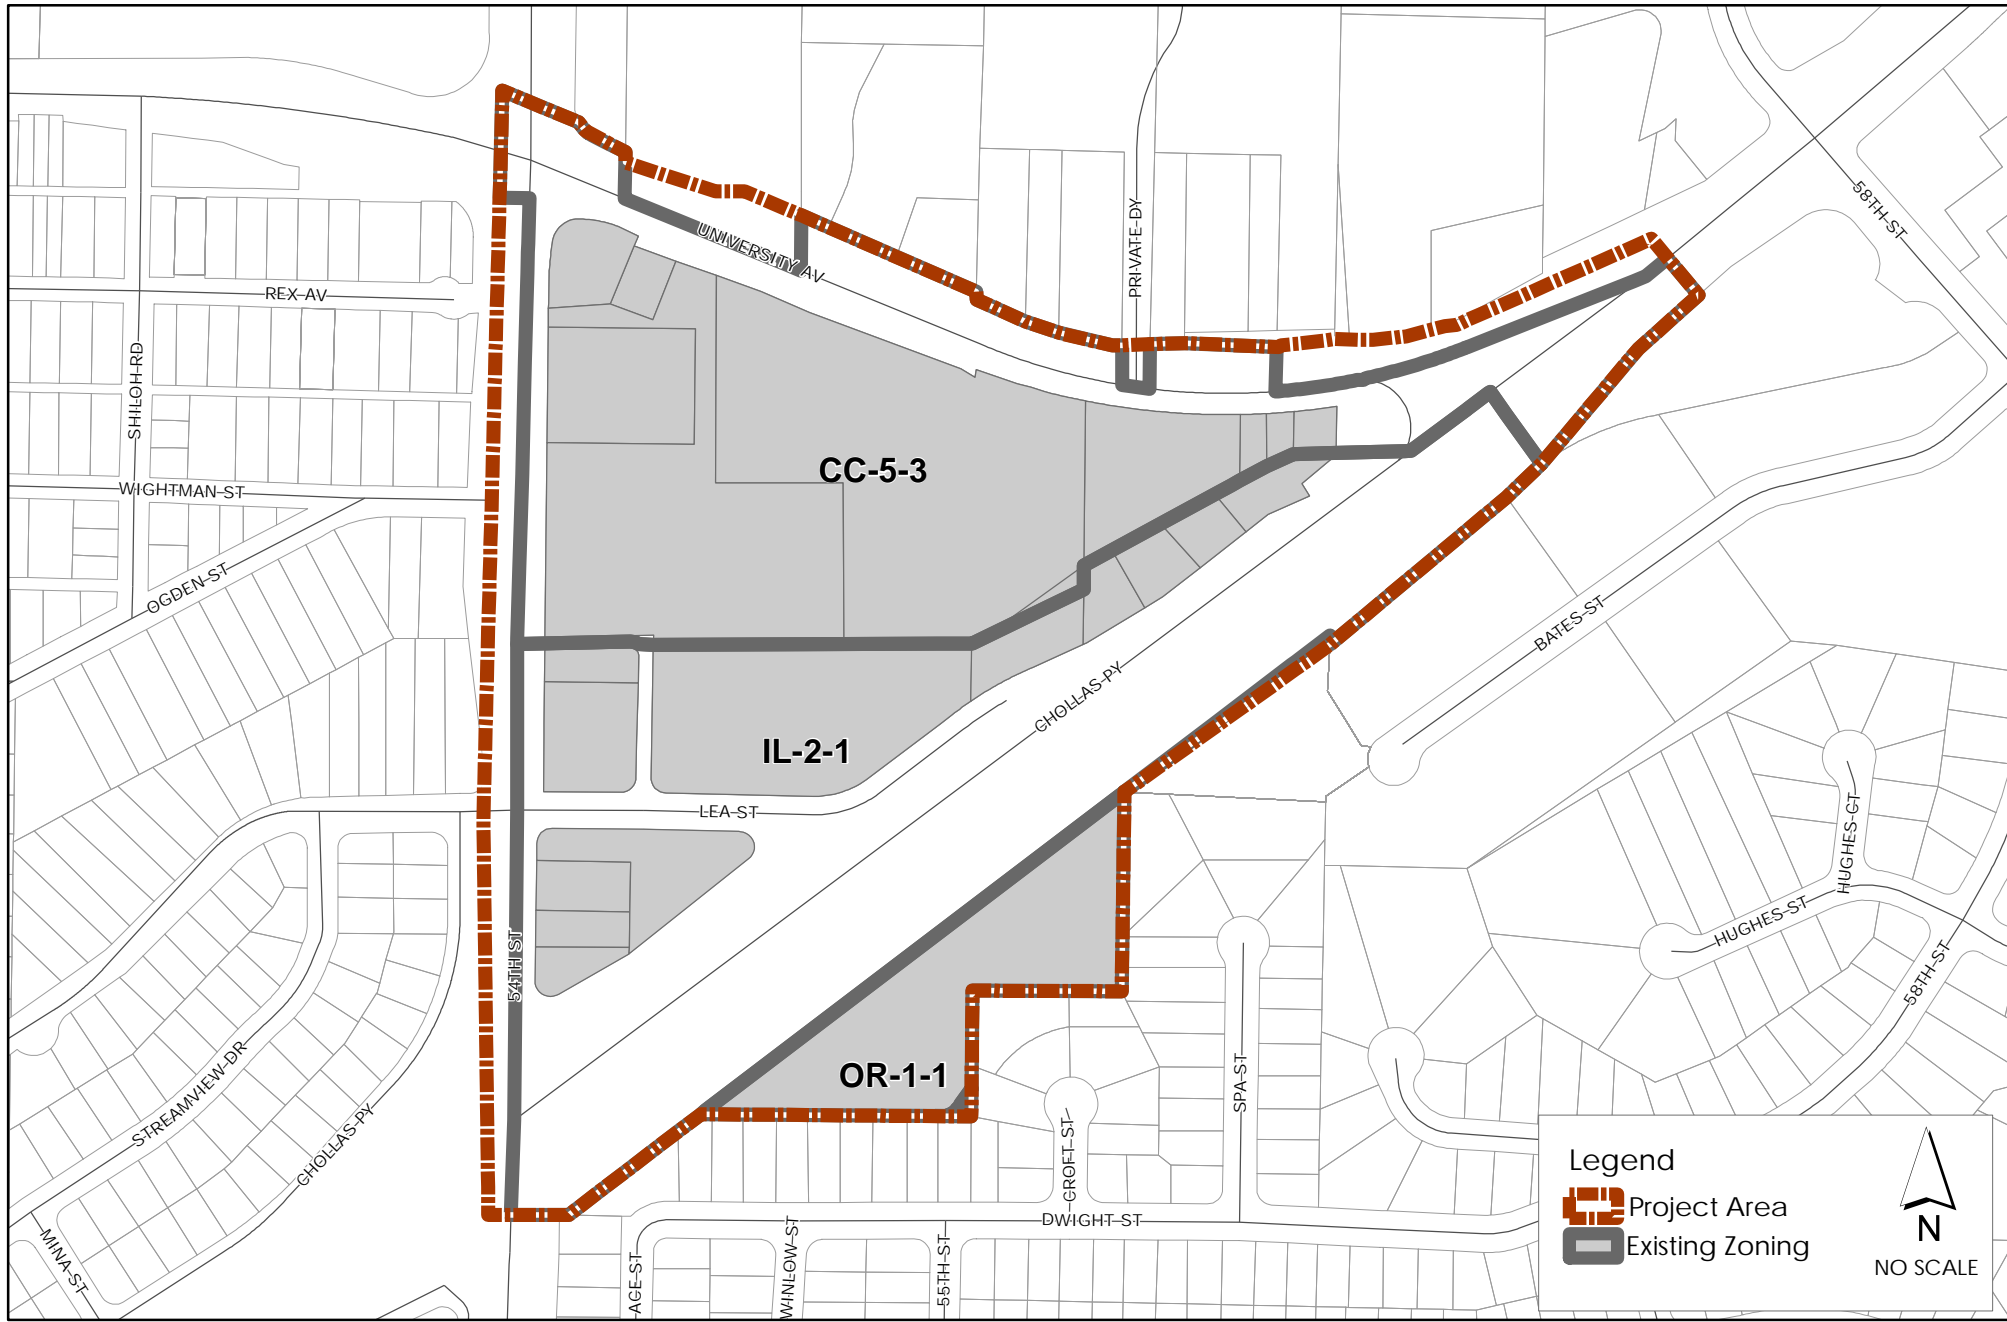 58TH ST
PRIVATE DY
UNIVERSITY AV
REX AV
SHILOH RD
CC-5-3
WIGHTMAN ST
OGDEN ST
BATES ST
CHOLLAS PY
IL-2-1
LEA ST
HUGHES CT
HUGHES ST
54TH ST
58TH ST
OR-1-1
STREAMVIEW DR
CHOLLAS PY
SPA ST
CROFT ST
DWIGHT ST
MINA ST
AGE ST
WINLOW ST
55TH ST
Legend
Project Area
Existing Zoning
N
NO SCALE